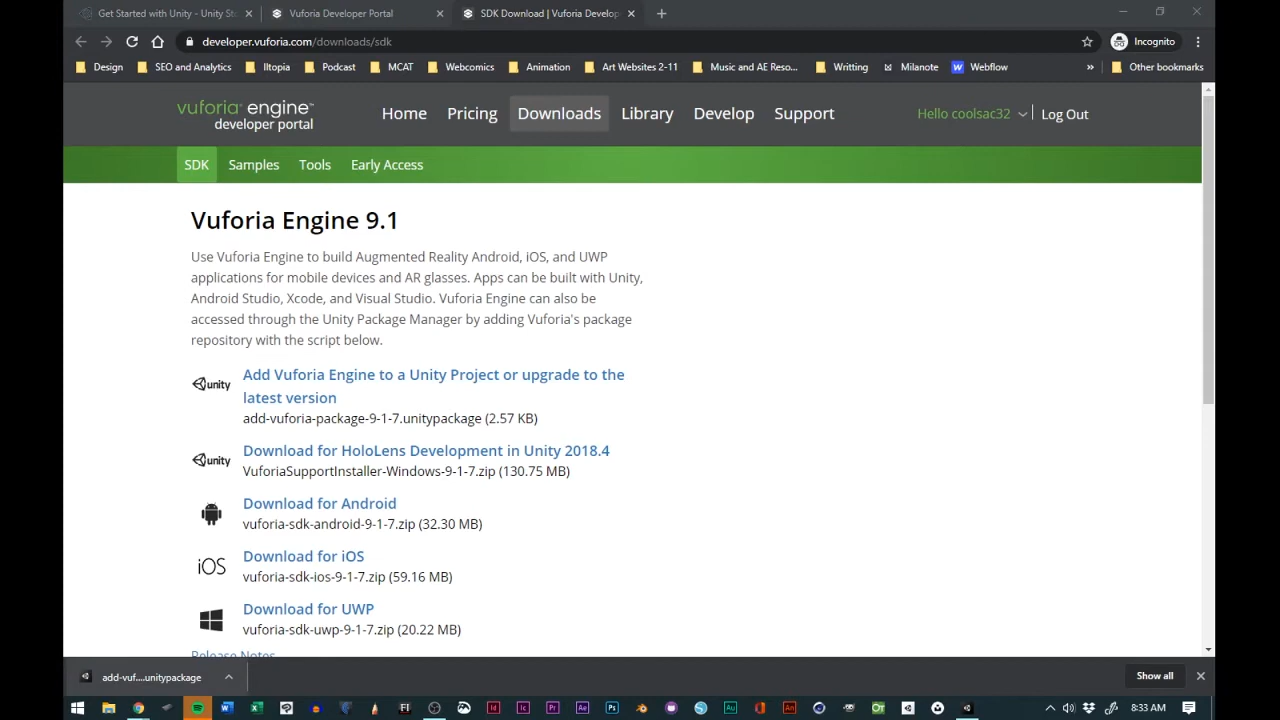 Get Started with Unity - Unity Sto
Vuforia Developer Portal
SDK Download | Vuforia Develop
developer.vuforia.com/downloads/sdk
Incognito
Design
SEO and Analytics
Iltopia
Podcast
MCAT
Webcomics
Animation
Art Websites 2-11
Music and AE Reso...
Writting
Milanote
Webflow
»
Other bookmarks
vuforia engine™
developer portal
Home
Pricing
Downloads
Library
Develop
Support
Hello coolsac32
Log Out
SDK
Samples
Tools
Early Access
Vuforia Engine 9.1
Use Vuforia Engine to build Augmented Reality Android, iOS, and UWP
applications for mobile devices and AR glasses. Apps can be built with Unity,
Android Studio, Xcode, and Visual Studio. Vuforia Engine can also be
accessed through the Unity Package Manager by adding Vuforia's package
repository with the script below.
unity
Add Vuforia Engine to a Unity Project or upgrade to the
latest version
add-vuforia-package-9-1-7.unitypackage (2.57 KB)
unity
Download for HoloLens Development in Unity 2018.4
VuforiaSupportInstaller-Windows-9-1-7.zip (130.75 MB)
Download for Android
vuforia-sdk-android-9-1-7.zip (32.30 MB)
iOS
Download for iOS
vuforia-sdk-ios-9-1-7.zip (59.16 MB)
Download for UWP
vuforia-sdk-uwp-9-1-7.zip (20.22 MB)
Release Notes
add-vuf....unitypackage
Show all
8:33 AM